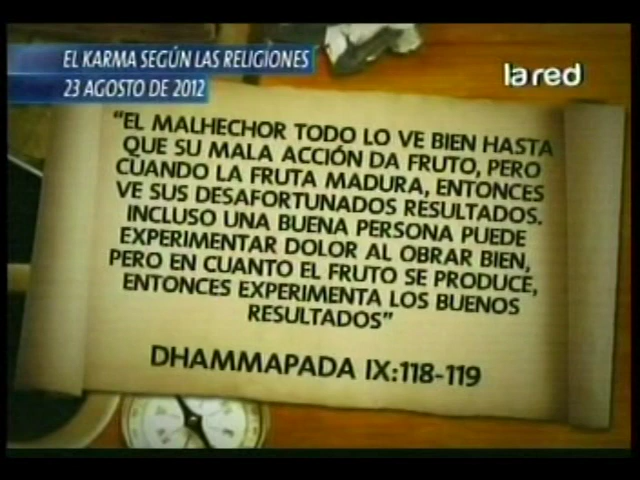 EL KARMA SEGÚN LAS RELIGIONES
23 AGOSTO DE 2012
la red
"EL MALHECHOR TODO LO VE BIEN HASTA
QUE SU MALA ACCIÓN DA FRUTO, PERO
CUANDO LA FRUTA MADURA, ENTONCES
VE SUS DESAFORTUNADOS RESULTADOS.
INCLUSO UNA BUENA PERSONA PUEDE
EXPERIMENTAR DOLOR AL OBRAR BIEN,
PERO EN CUANTO EL FRUTO SE PRODUCE,
ENTONCES EXPERIMENTA LOS BUENOS
RESULTADOS"
DHAMMAPADA IX:118-119